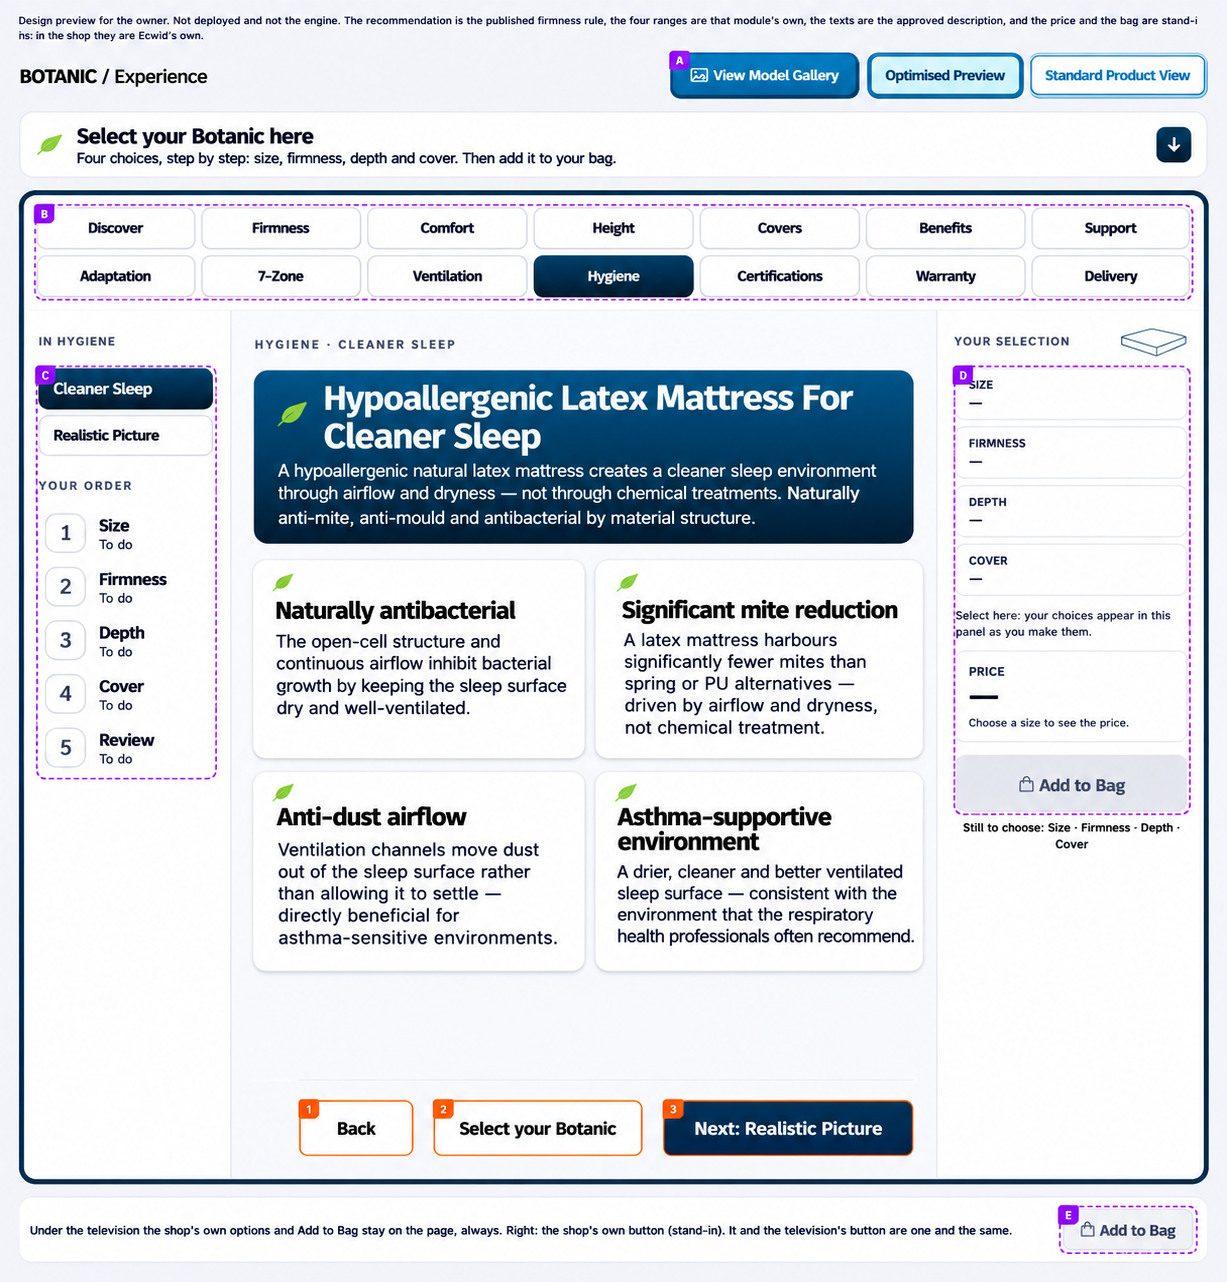 Design preview for the owner. Not deployed and not the engine. The recommendation is the published firmness rule, the four ranges are that module's own, the texts are the approved description, and the price and the bag are stand-i
ns: in the shop they are Ecwid's own.
BOTANIC / Experience
A
View Model Gallery
Optimised Preview
Standard Product View
Select your Botanic here
Four choices, step by step: size, firmness, depth and cover. Then add it to your bag.
B
Discover
Firmness
Comfort
Height
Covers
Benefits
Support
Adaptation
7-Zone
Ventilation
Hygiene
Certifications
Warranty
Delivery
IN HYGIENE
C
Cleaner Sleep
Realistic Picture
YOUR ORDER
1
Size
To do
2
Firmness
To do
3
Depth
To do
4
Cover
To do
5
Review
To do
HYGIENE · CLEANER SLEEP
Hypoallergenic Latex Mattress For
Cleaner Sleep
A hypoallergenic natural latex mattress creates a cleaner sleep environment
through airflow and dryness — not through chemical treatments. Naturally
anti-mite, anti-mould and antibacterial by material structure.
Naturally antibacterial
The open-cell structure and
continuous airflow inhibit bacterial
growth by keeping the sleep surface
dry and well-ventilated.
Significant mite reduction
A latex mattress harbours
significantly fewer mites than
spring or PU alternatives —
driven by airflow and dryness,
not chemical treatment.
Anti-dust airflow
Ventilation channels move dust
out of the sleep surface rather
than allowing it to settle —
directly beneficial for
asthma-sensitive environments.
Asthma-supportive
environment
A drier, cleaner and better ventilated
sleep surface — consistent with the
environment that the respiratory
health professionals often recommend.
1
Back
2
Select your Botanic
3
Next: Realistic Picture
YOUR SELECTION
D
SIZE
—
FIRMNESS
—
DEPTH
—
COVER
—
Select here: your choices appear in this
panel as you make them.
PRICE
—
Choose a size to see the price.
Add to Bag
Still to choose: Size · Firmness · Depth ·
Cover
Under the television the shop's own options and Add to Bag stay on the page, always. Right: the shop's own button (stand-in). It and the television's button are one and the same.
E
Add to Bag